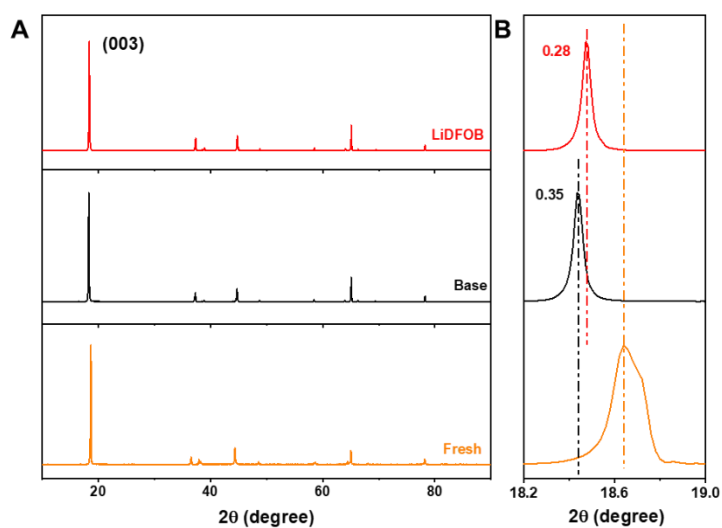 A
(003)
LiDFOB
Base
Fresh
20 40 60 80
2θ (degree)
B
0.28
0.35
18.2 18.6 19.0
2θ (degree)